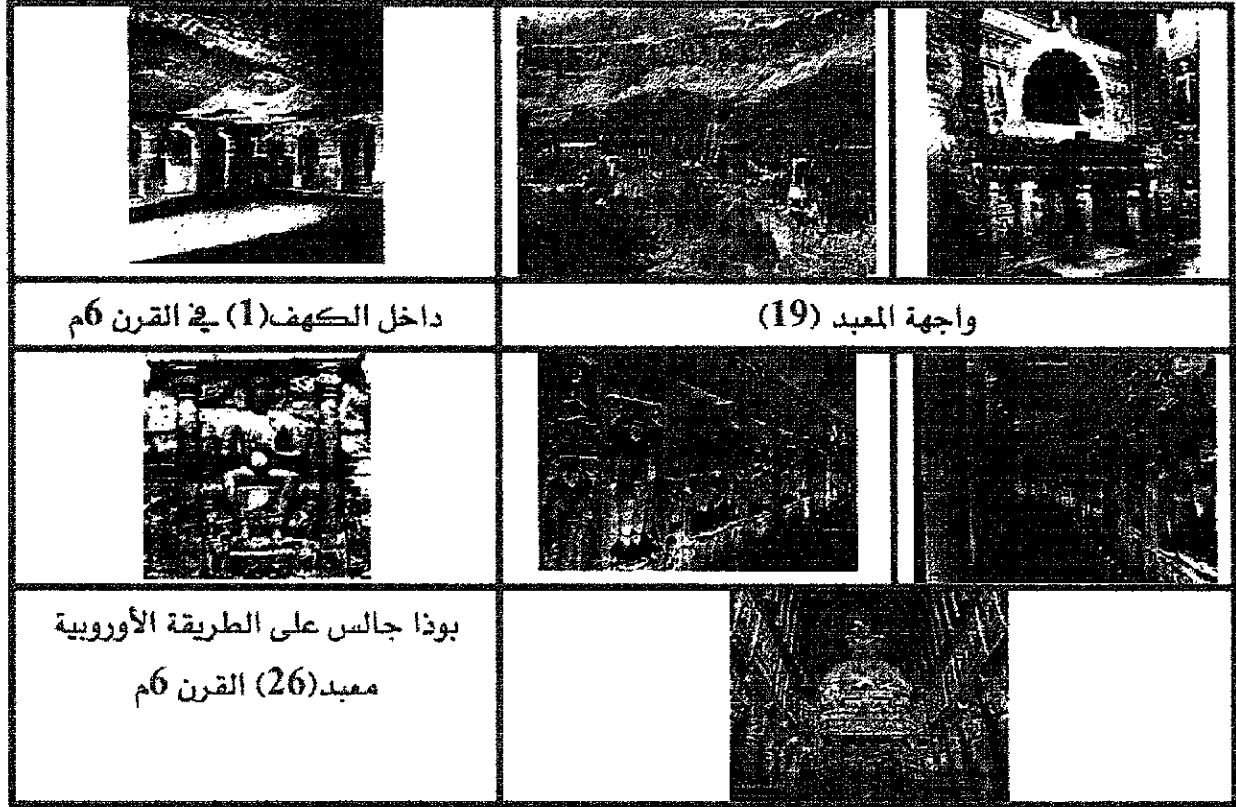 واجهة المعبد (19)
داخل الكهف(1) في القرن 6م
بوذا جالس على الطريقة الأوروبية
معبد(26) القرن 6م